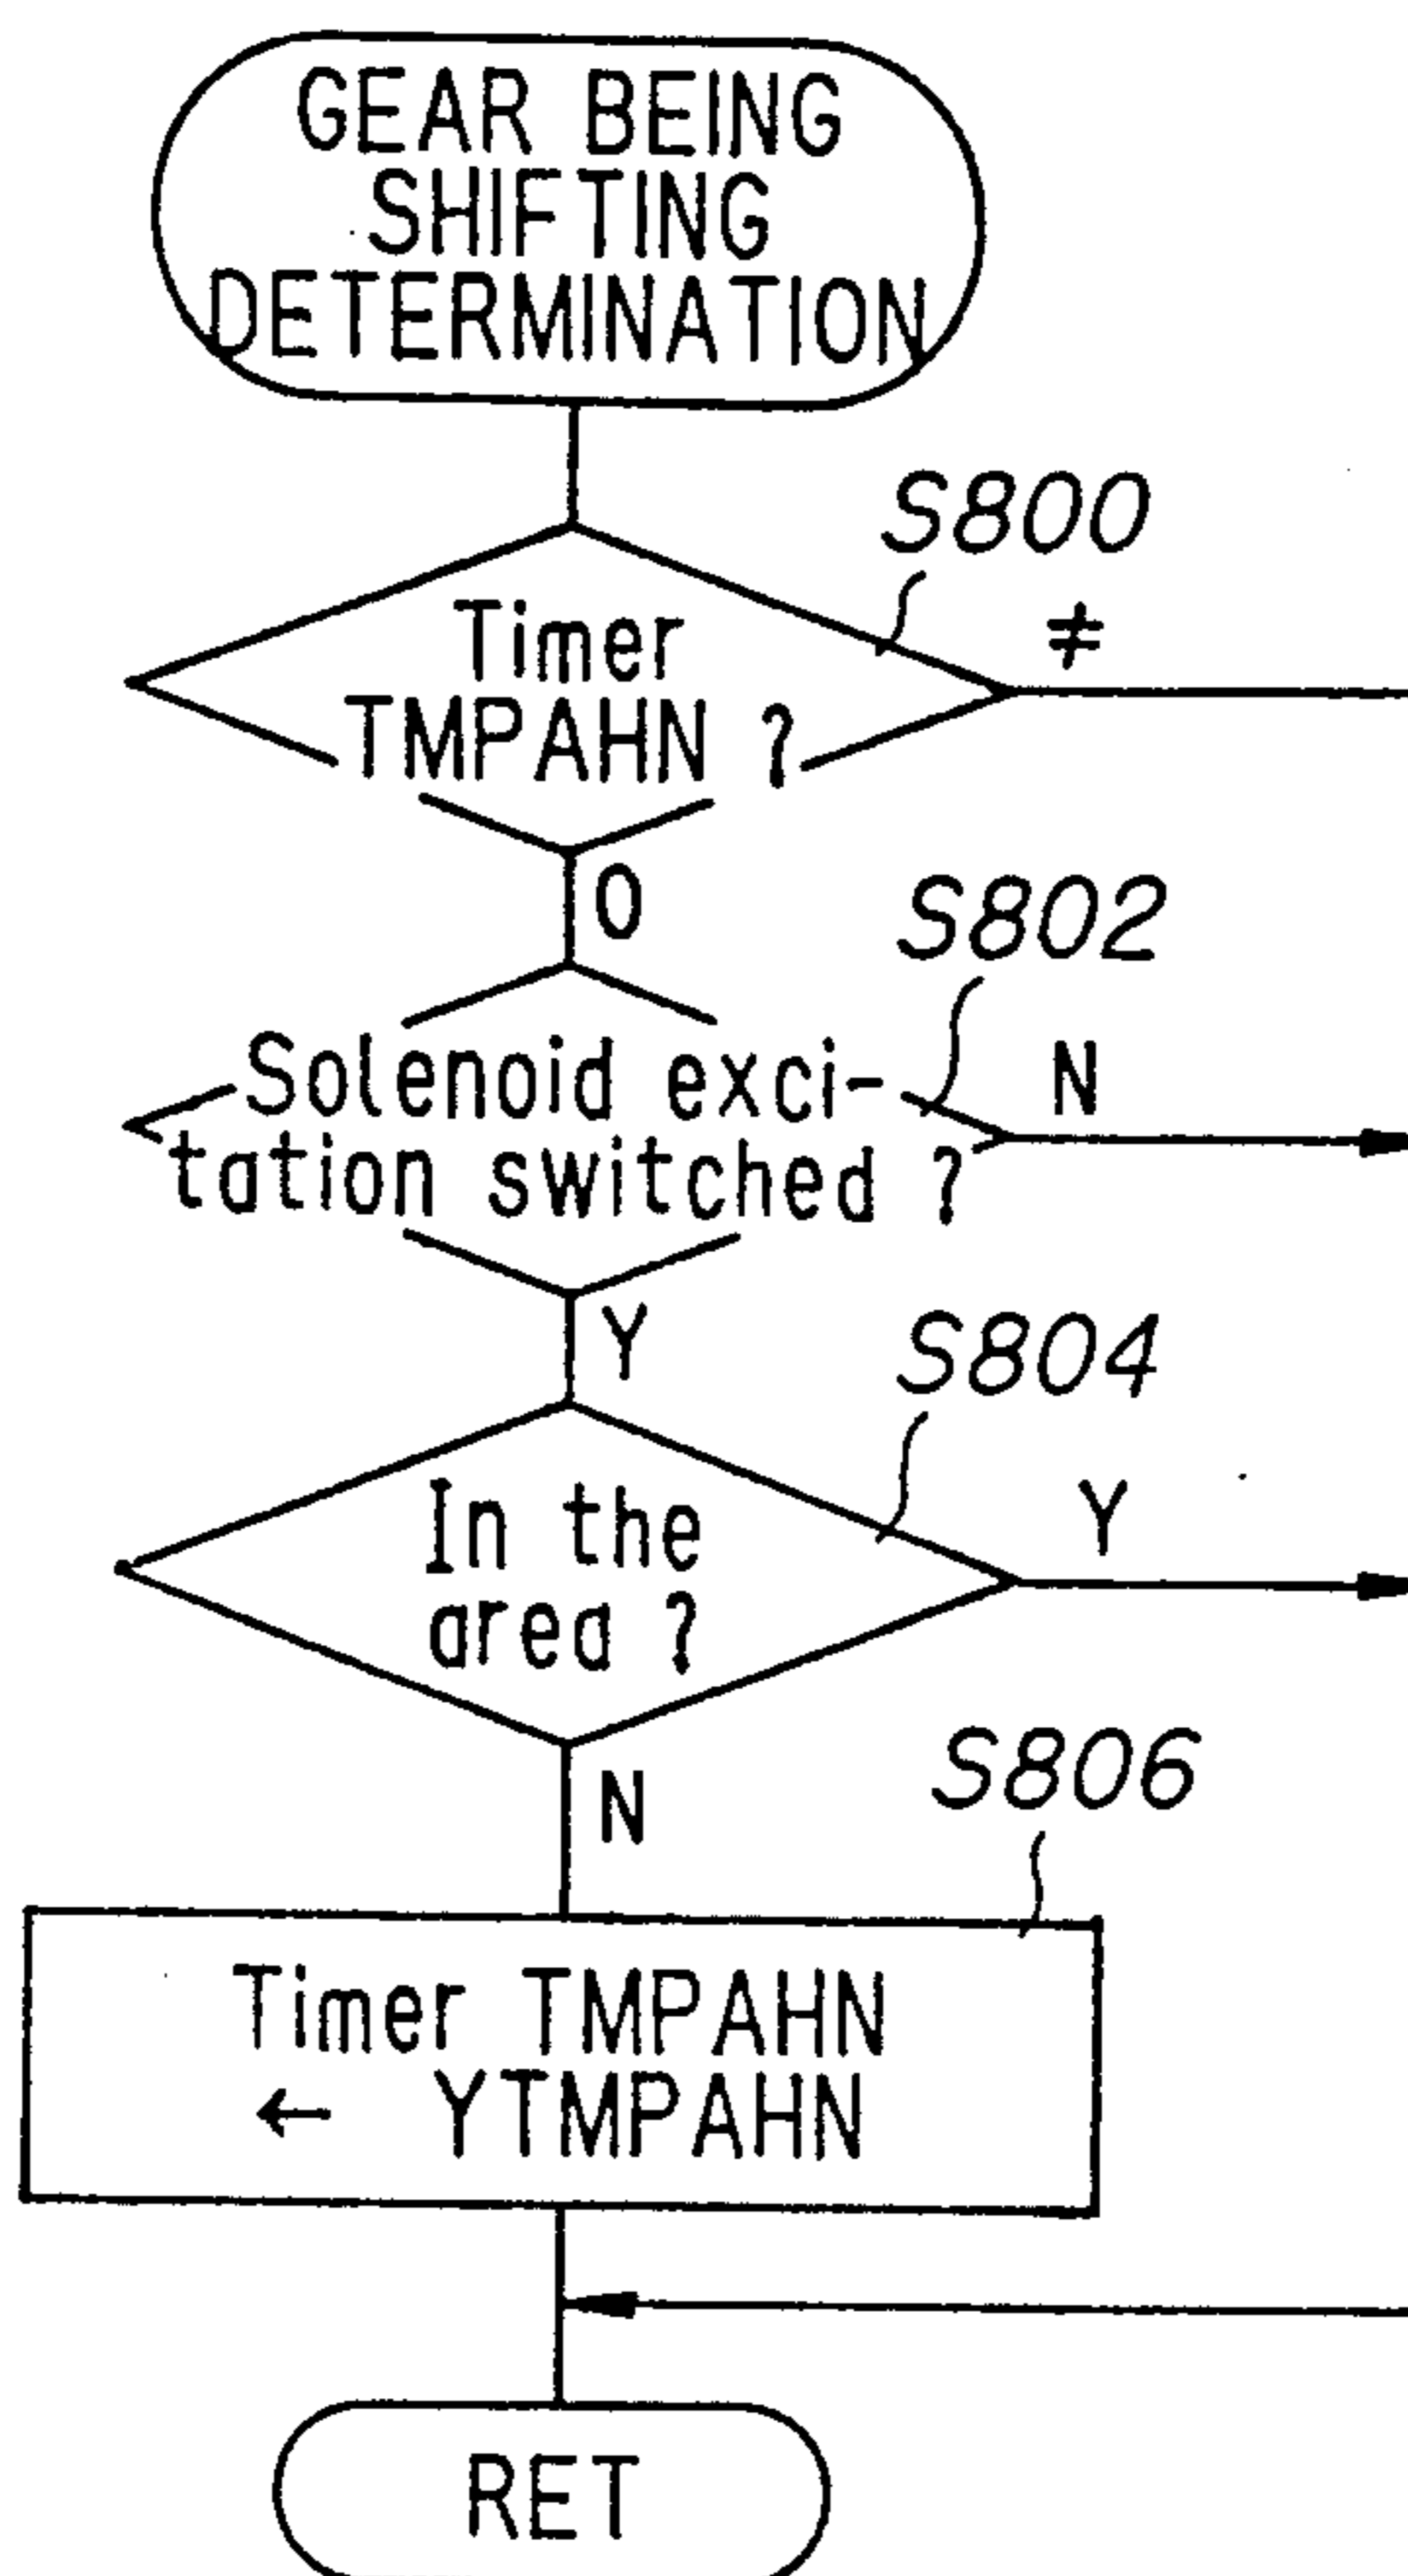 GEAR BEING
SHIFTING
DETERMINATION
S800
Timer
TMPAHN ?
≠
0
S802
Solenoid exci-
tation switched ?
N
Y
S804
In the
area ?
Y
N
S806
Timer TMPAHN
← YTMPAHN
RET